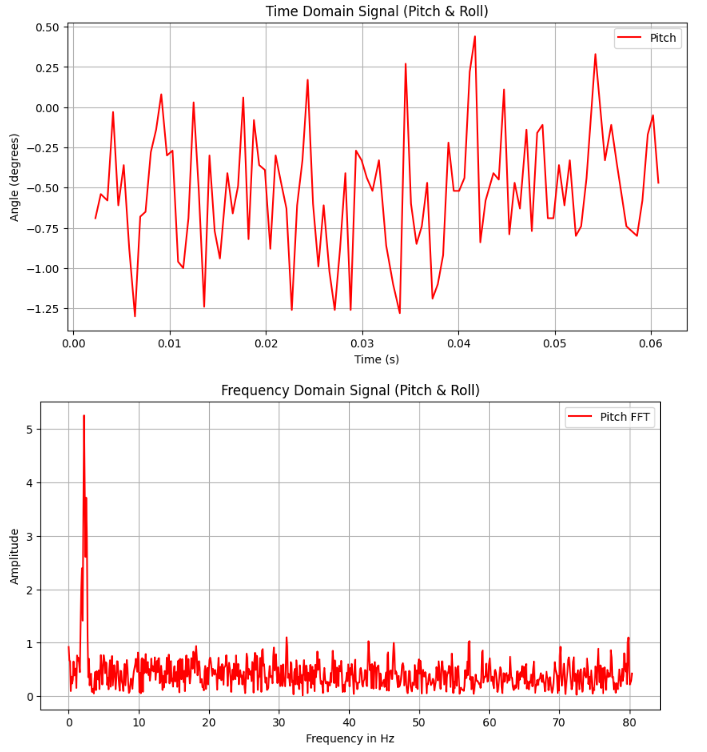 Time Domain Signal (Pitch & Roll)
0.50
0.25
0.00
−0.25
−0.50
−0.75
−1.00
−1.25
Angle (degrees)
Pitch
0.00 0.01 0.02 0.03 0.04 0.05 0.06
Time (s)
Frequency Domain Signal (Pitch & Roll)
5
4
3
2
1
0
Amplitude
Pitch FFT
0 10 20 30 40 50 60 70 80
Frequency in Hz